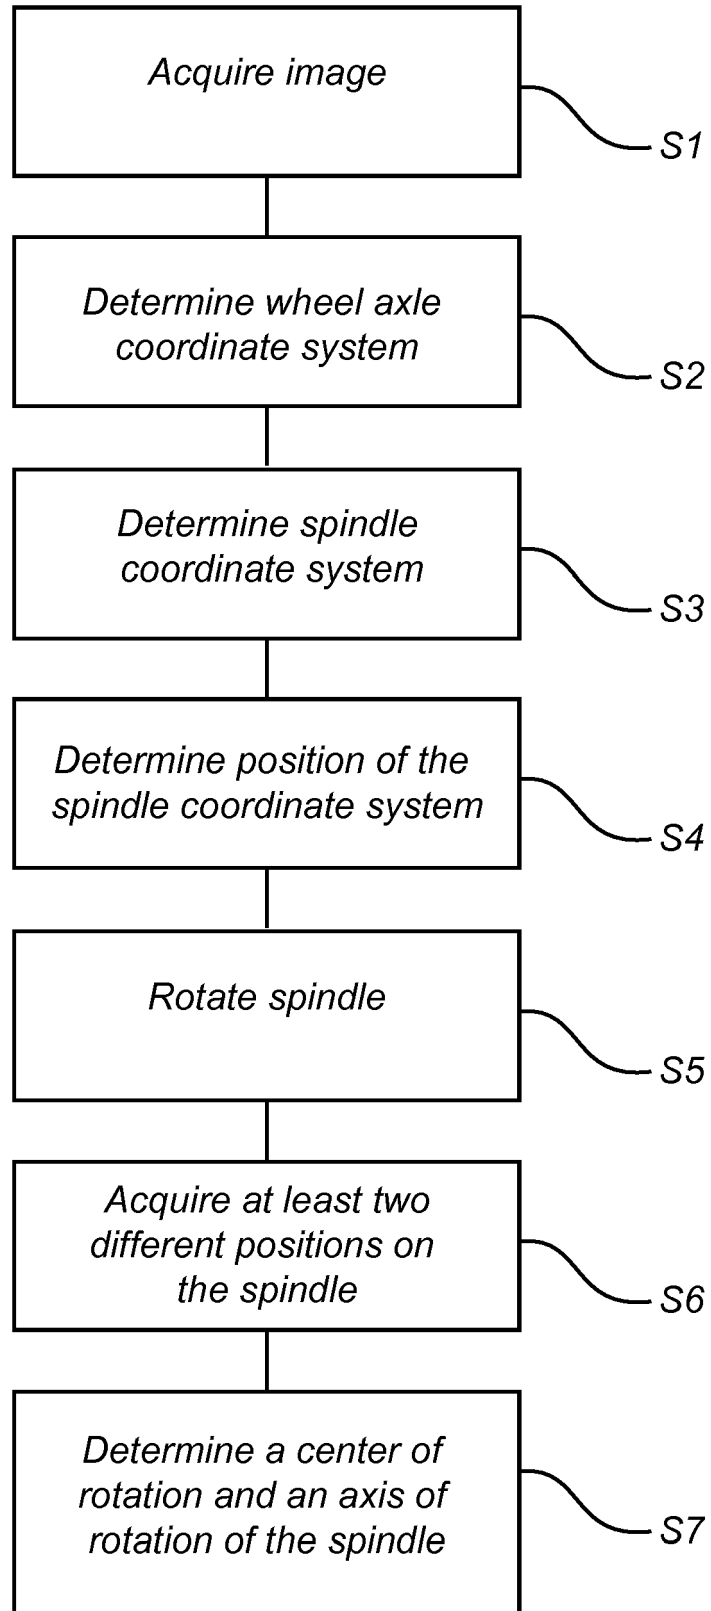 Acquire image
S1
Determine wheel axle
coordinate system
S2
Determine spindle
coordinate system
S3
Determine position of the
spindle coordinate system
S4
Rotate spindle
S5
Acquire at least two
different positions on
the spindle
S6
Determine a center of
rotation and an axis of
rotation of the spindle
S7